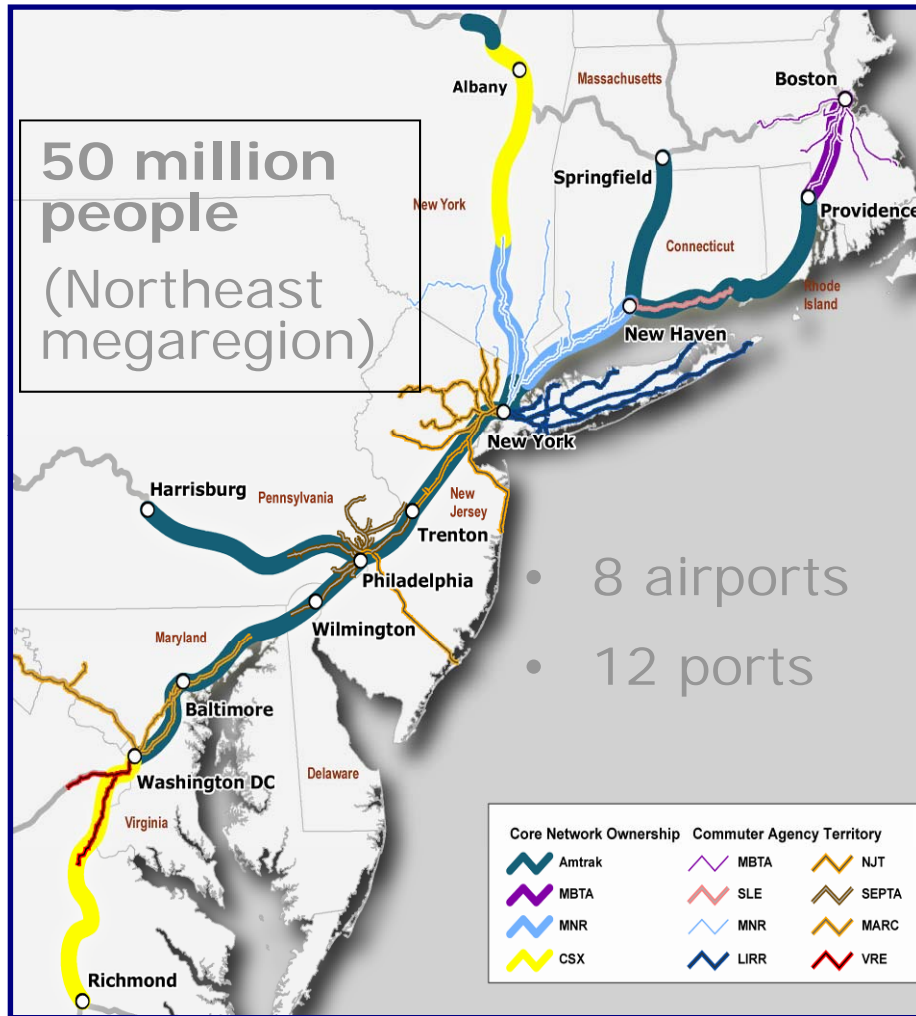 Albany
Massachusetts
Boston
50 million
people
(Northeast
megaregion)
New York
Springfield
Providence
Connecticut
Rhode
Island
New Haven
New York
Harrisburg
Pennsylvania
New
Jersey
Trenton
Philadelphia
• 8 airports
Wilmington
Maryland
• 12 ports
Baltimore
Washington DC
Delaware
Virginia
Richmond
Core Network Ownership
Amtrak
MBTA
MNR
CSX
Commuter Agency Territory
MBTA
SLE
MNR
LIRR
NJT
SEPTA
MARC
VRE